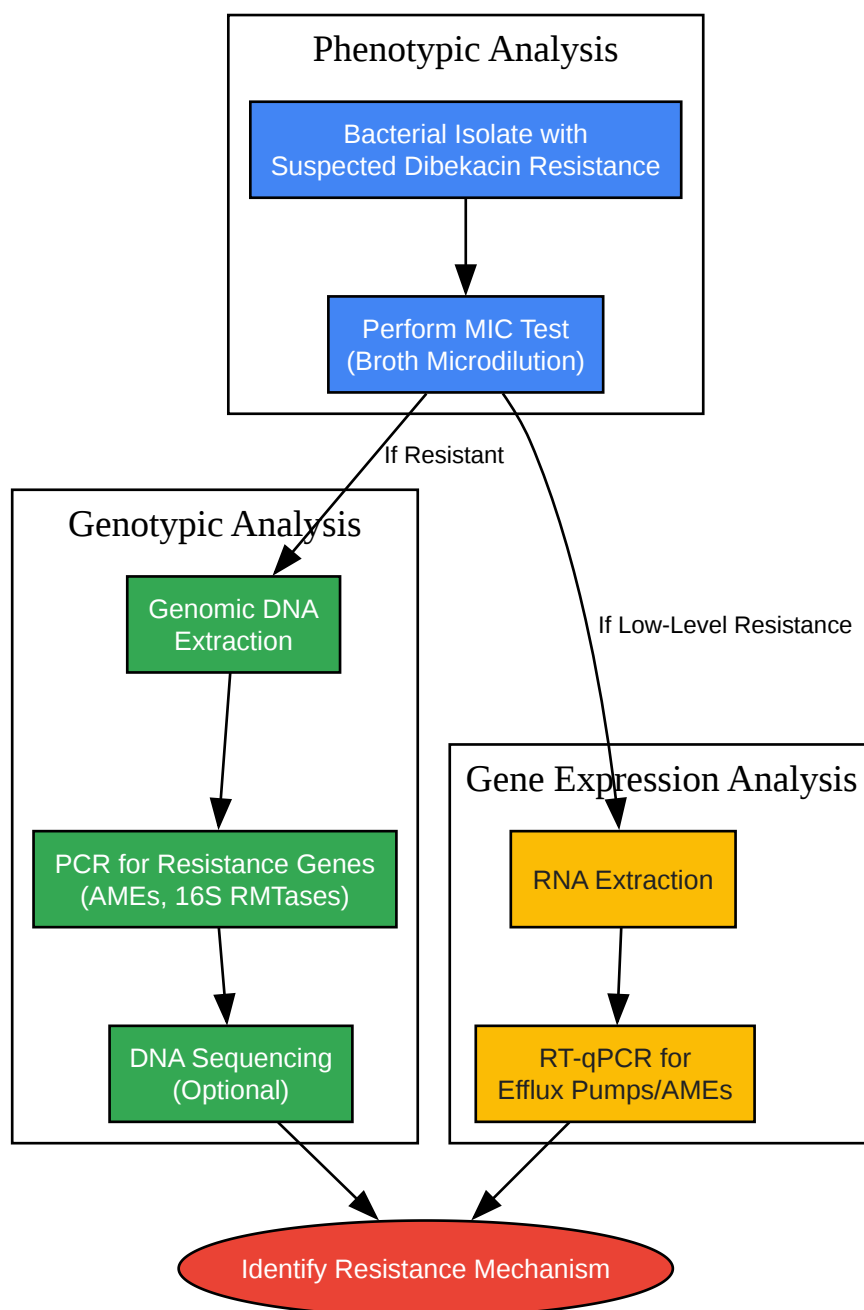 Phenotypic Analysis
Bacterial Isolate with
Suspected Dibekacin Resistance
Perform MIC Test
(Broth Microdilution)
If Resistant
Genotypic Analysis
Genomic DNA
Extraction
If Low-Level Resistance
Gene Expression Analysis
PCR for Resistance Genes
(AMEs, 16S RMTases)
RNA Extraction
DNA Sequencing
(Optional)
RT-qPCR for
Efflux Pumps/AMEs
Identify Resistance Mechanism